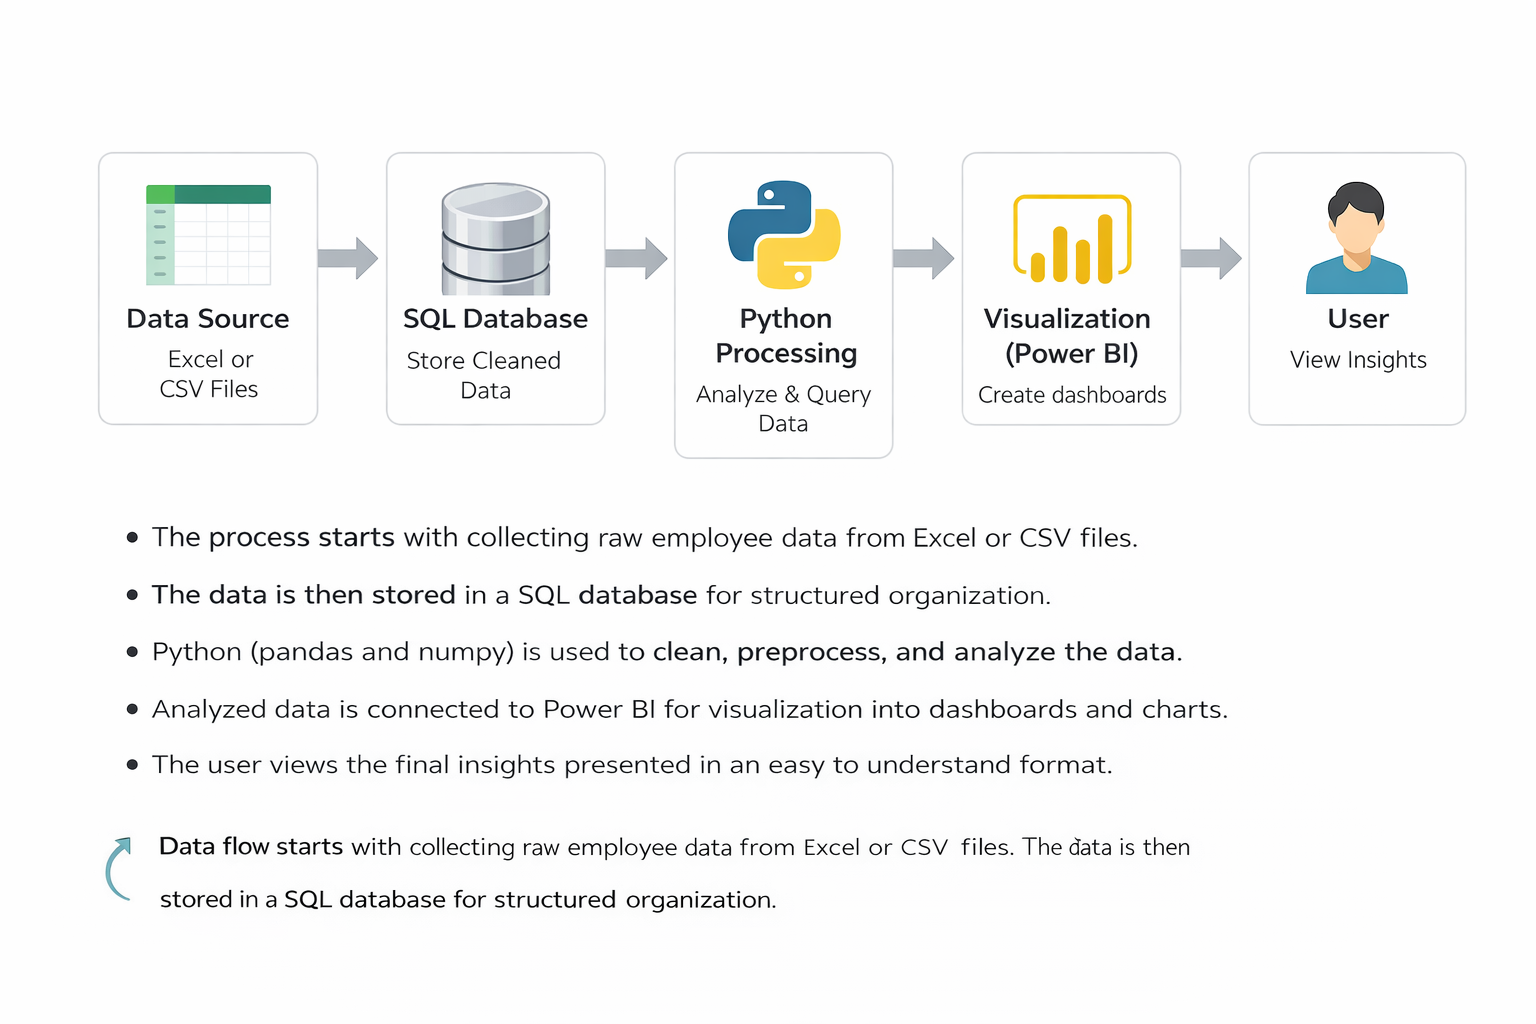 Data Source
Excel or
CSV Files
SQL Database
Store Cleaned
Data
Python
Processing
Analyze & Query
Data
Visualization
(Power BI)
Create dashboards
User
View Insights
• The process starts with collecting raw employee data from Excel or CSV files.
• The data is then stored in a SQL database for structured organization.
• Python (pandas and numpy) is used to clean, preprocess, and analyze the data.
• Analyzed data is connected to Power BI for visualization into dashboards and charts.
• The user views the final insights presented in an easy to understand format.
Data flow starts with collecting raw employee data from Excel or CSV files. The data is then
stored in a SQL database for structured organization.